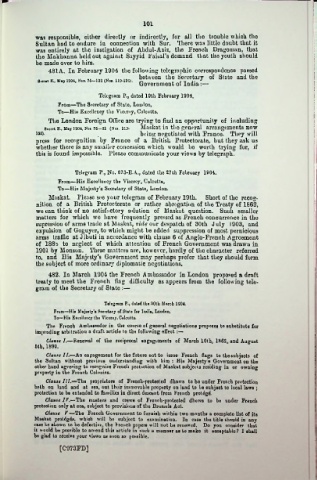 101
was responsible, either directly or indirectly, for all the trouble which the
Sultan had to endure in connection with Sur. There was little doubt that it
was entirely at the instigation of Abdul-Aziz, the French Dragoman, that
the Mokhanna held out against Sayyid Faisal's demand that the youth should
be made over to him.
481A. In February 1904 the following telegraphic correspondence passed
between the Secretary of State and the
Government of India:—
Telegram P., dated 19th February 1904.
From—The Secretary of State, London,
To—His Excellency the Viceroy, Calcutta.
The London Foreign Office are trying to find an opportunity of including
Maskat in the general arrangements now
being negotiated with France. They will
press for recognition by France of a British Protectorate, but they ask us
whether there is any smaller concession which would be worth trying for, if
this is found impossible. Please communicate your views by telegraph.
Telegram P., No. 673-E.A., dated the 27th February 1904.
From—His Excellency the Viceroy, Calcutta,
To—His Majesty's Secretary of State, London.
Maskat. Please see your telegram of February 19th. Short of the recog-
nition of a British Protectorate or rather abrogation of the Treaty of 1862,
we can think of no satisfactory solution of Maskat question. Such smaller
matters for which we have frequently pressed as French concurrence in the
supression of arms trade at Maskat, vide our despatch of 30th July 1903, and
expulsion of Goguyer, to which might be added supression of most pernicious
arms traffic at Jibuti in accordance with clause 6 of Anglo-French Agreement
of 1888 to neglect of which attention of French Government was drawn in
1901 by Monson. These matters are, however, hardly of the character referred
to, and His Majesty's Government may perhaps prefer that they should form
the subject of more ordinary diplomatic negotiations.
482. In March 1904 the French Ambassador in London proposed a draft
treaty to meet the French flag difficulty as appears from the following tele-
gram of the Secretary of State:—
Telegram P., dated the 30th March 1904.
From—His Majesty's Secretary of State for India, London,
To—His Excellency the Viceroy, Calcutta.
The French Ambassador in the course of general negotiations proposes to substitute for
impending arbitration a draft article to the following effect:—
Clause I.—Renewal of the reciprocal engagements of March 10th, 1862, and August
5th, 1890.
Clause II.—An engagement for the future not to issue French flags to the subjects of
the Sultan without previous understanding with him: His Majesty's Government on the
other hand agreeing to recognise French protection of Maskat subjects residing in or owning
property in the French Colonies.
Clause III.—The proprietors of French-protected dhows to be under French protection
both on land and at sea, but their immovable property on land to be subject to local laws;
protection to be extended to families in direct descent from French protégé.
Clause IV.—The masters and crews of French-protected dhows to be under French
protection only at sea, subject to provisions of the Brussels Act.
Clause V.—The French Government to furnish within two months a complete list of its
Maskat protégés, which will be subject to examination. In case the title should in any
case be shown to be defective, the French papers will not be renewed. Do you consider that
it would be possible to amend this article in such a manner as to make it acceptable? I shall
be glad to receive your views as soon as possible.
[C973FD]